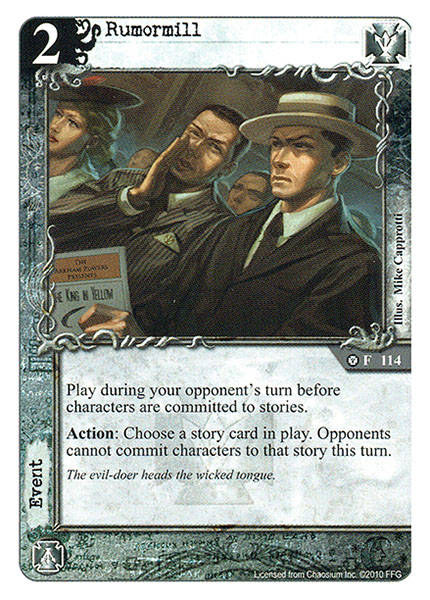 2
Rumormill
THE
ARKHAM PLAYERS
PRESENTS
HE KING IN YELLOW
Illus. Mike Capprotti
F 114
Play during your opponent's turn before
characters are committed to stories.
Action: Choose a story card in play. Opponents
cannot commit characters to that story this turn.
The evil-doer heads the wicked tongue.
Event
Licensed from Chaosium Inc. ©2010 FFG